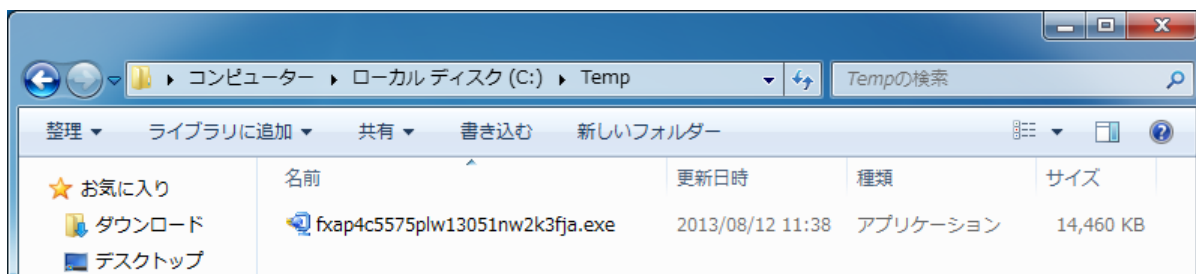 コンピューター ローカル ディスク (C:) Temp Tempの検索
整理 ライブラリに追加 共有 書き込む 新しいフォルダー
お気に入り 名前 更新日時 種類 サイズ
ダウンロード fxap4c5575plw13051nw2k3fja.exe 2013/08/12 11:38 アプリケーション 14,460 KB
デスクトップ